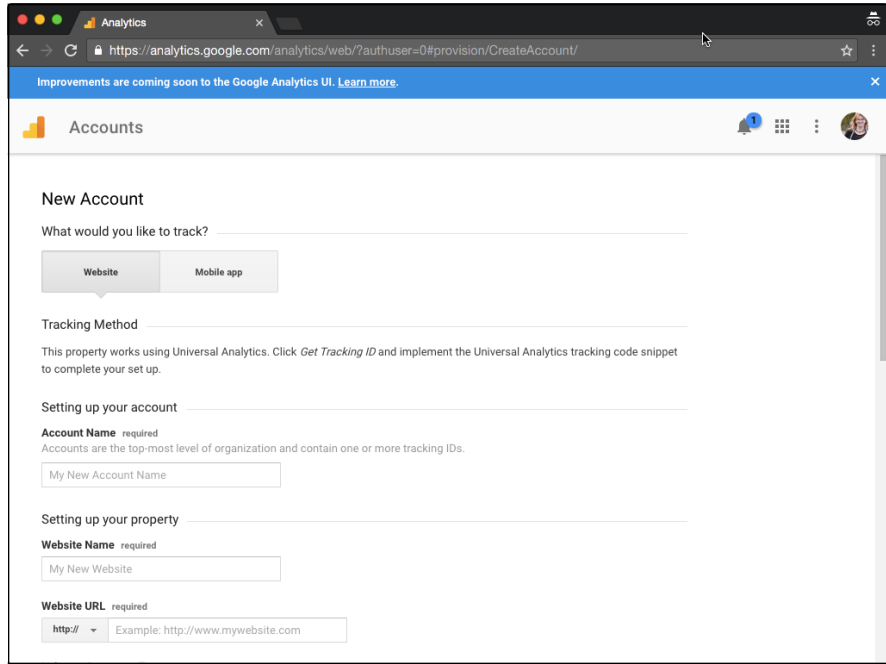 Analytics
https://analytics.google.com/analytics/web/?authuser=0#provision/CreateAccount/
Improvements are coming soon to the Google Analytics UI. Learn more.
Accounts
1
New Account
What would you like to track?
Website
Mobile app
Tracking Method
This property works using Universal Analytics. Click Get Tracking ID and implement the Universal Analytics tracking code snippet
to complete your set up.
Setting up your account
Account Name required
Accounts are the top-most level of organization and contain one or more tracking IDs.
My New Account Name
Setting up your property
Website Name required
My New Website
Website URL required
http:// Example: http://www.mywebsite.com